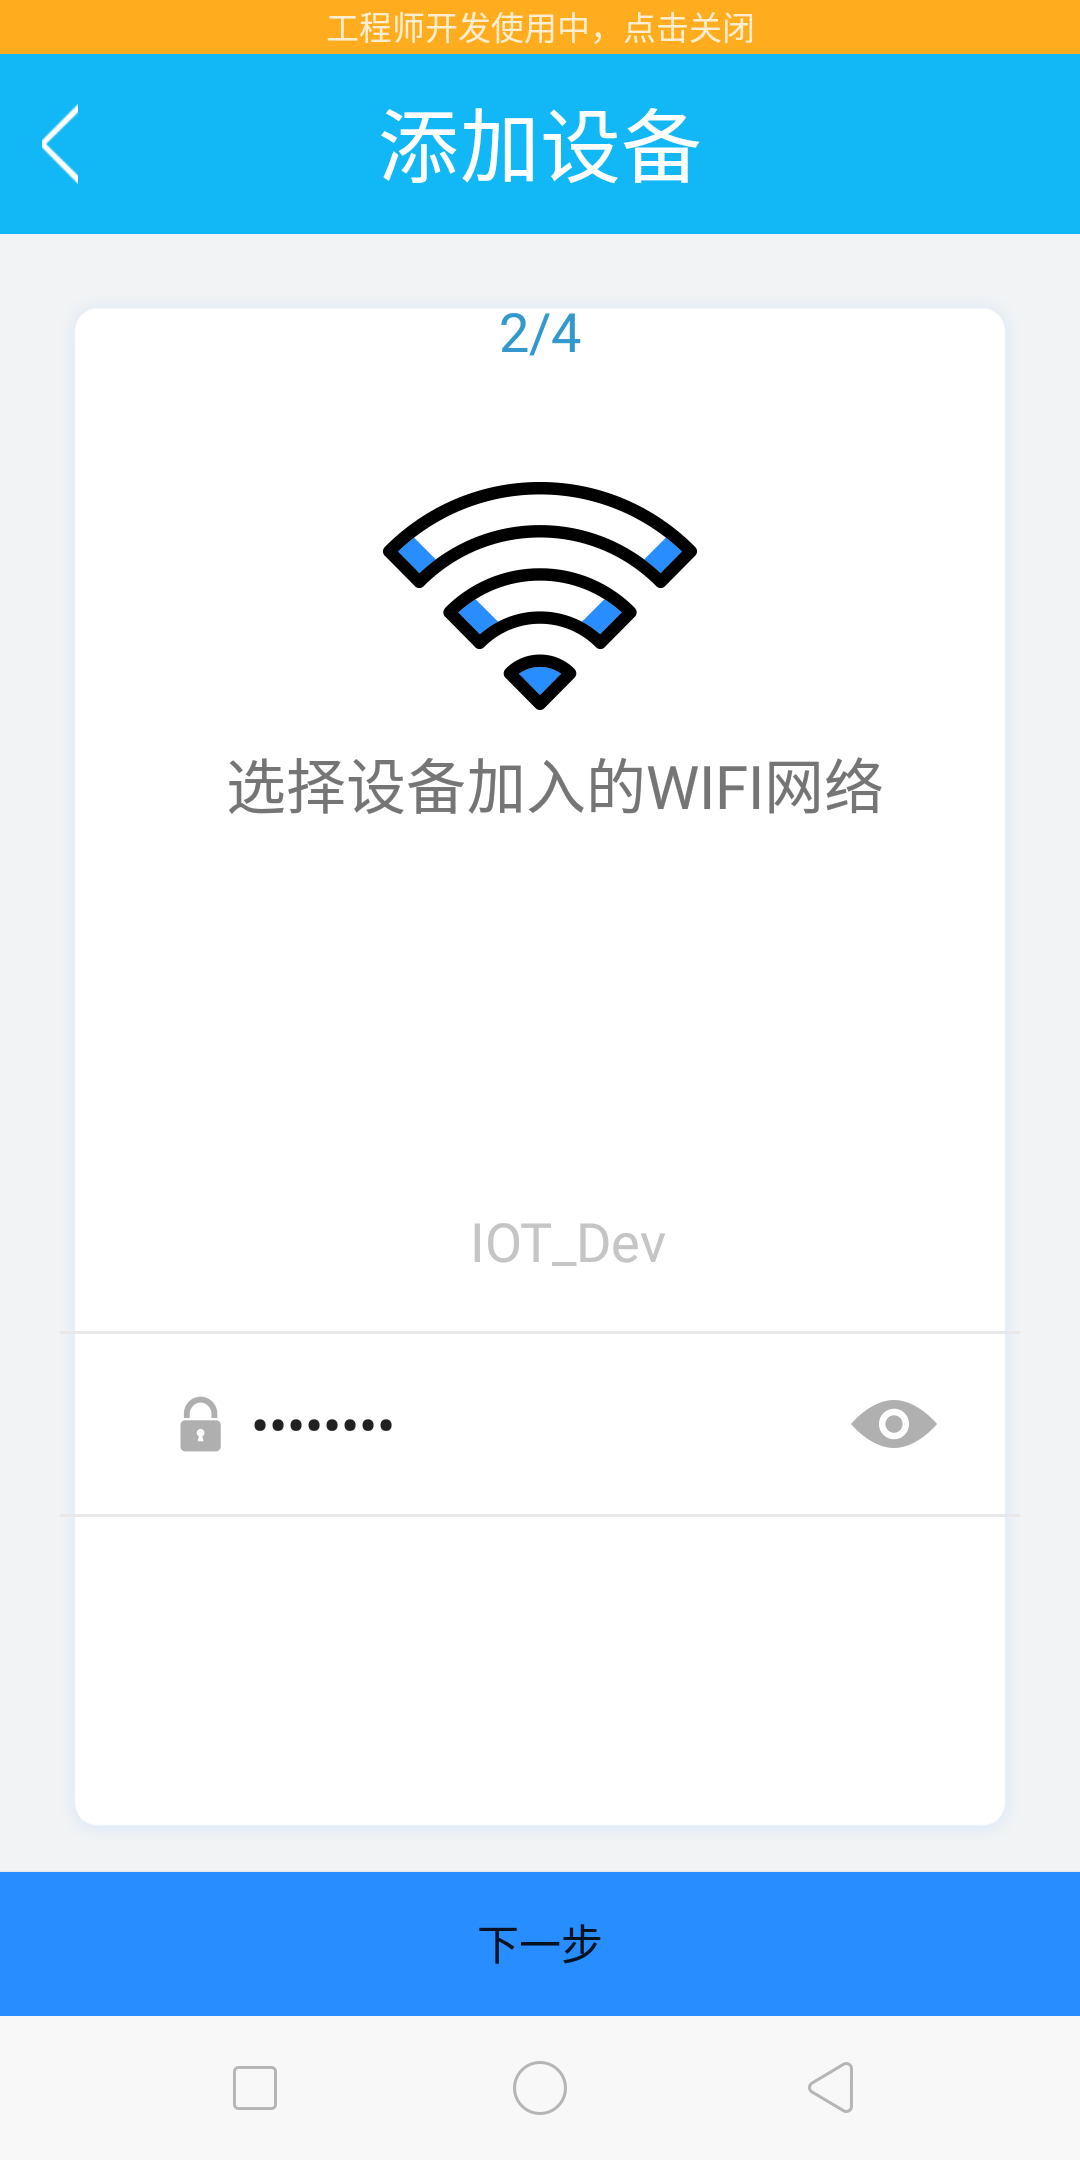 工程师开发使用中，点击关闭
添加设备
2/4
选择设备加入的WIFI网络
IOT_Dev
••••••••
下一步